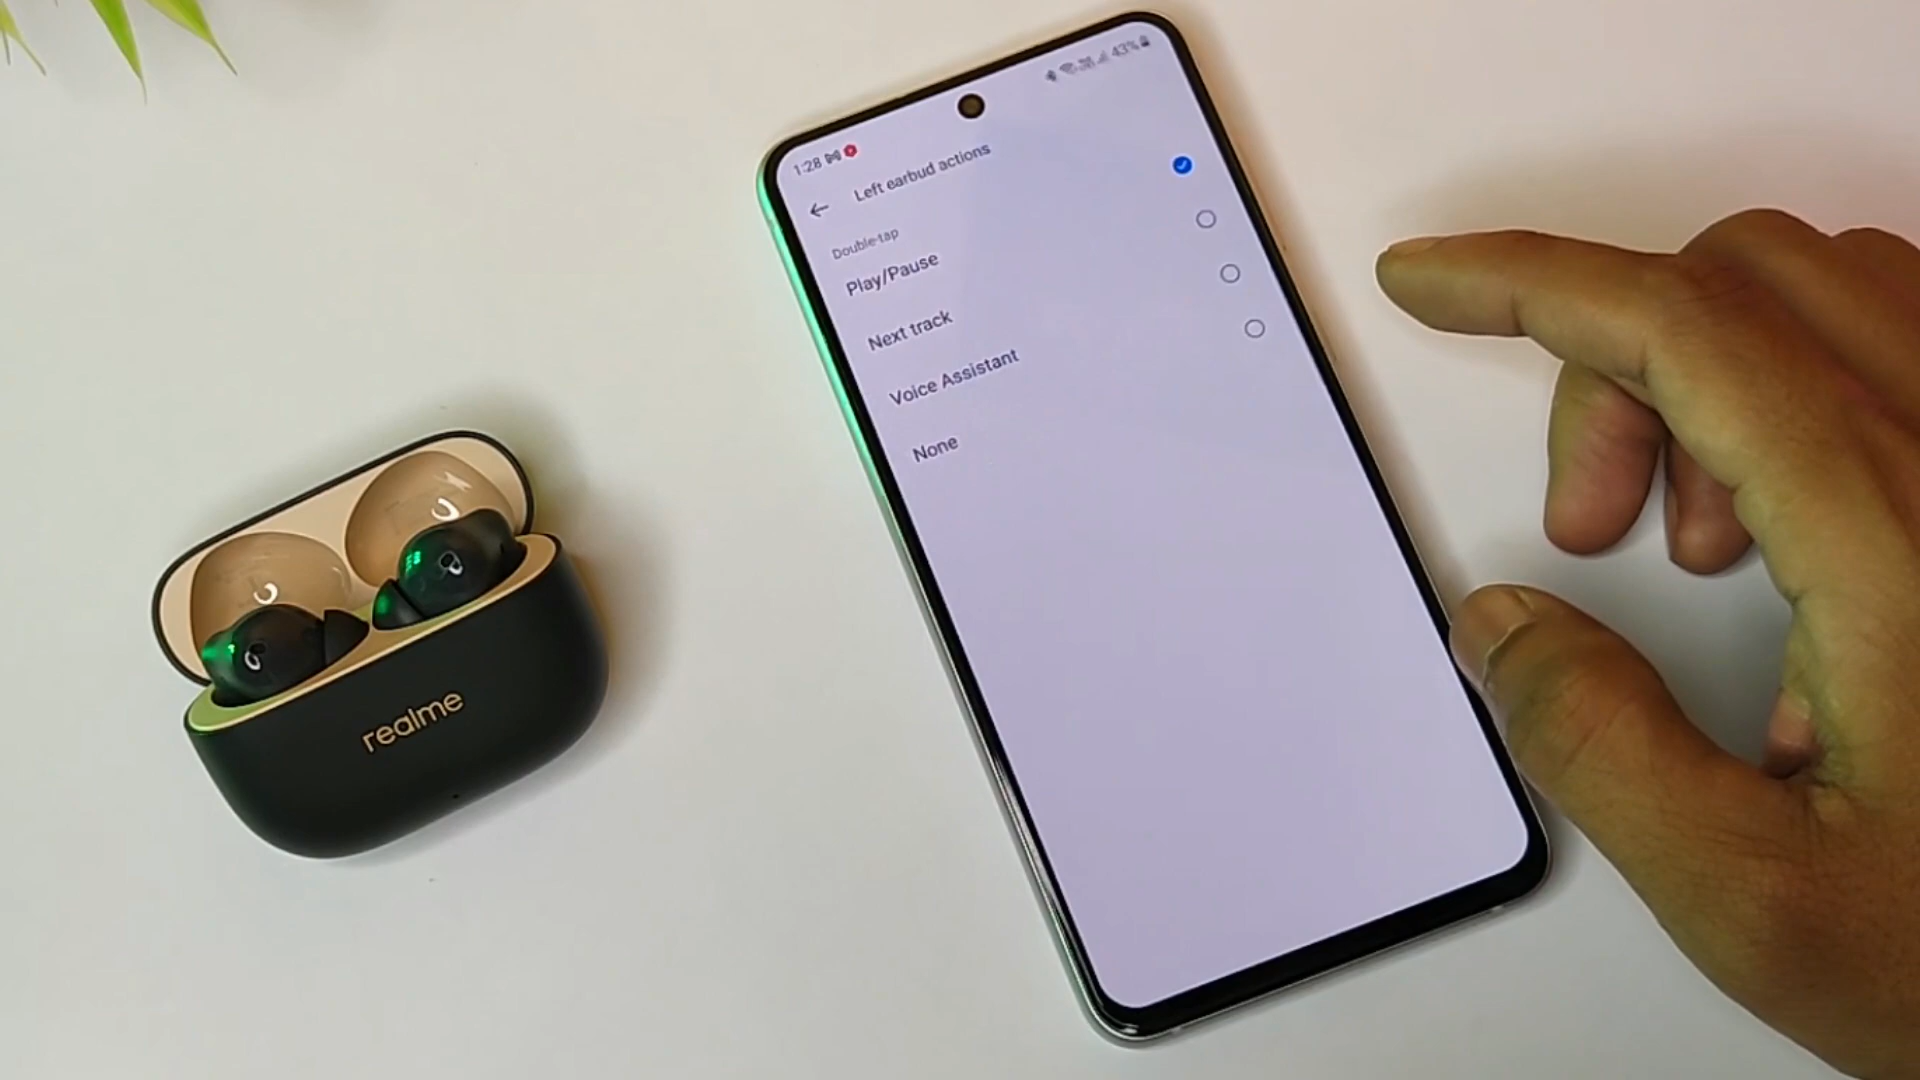 1:28
43%
Left earbud actions
Double-tap
Play/Pause
Next track
Voice Assistant
None
realme